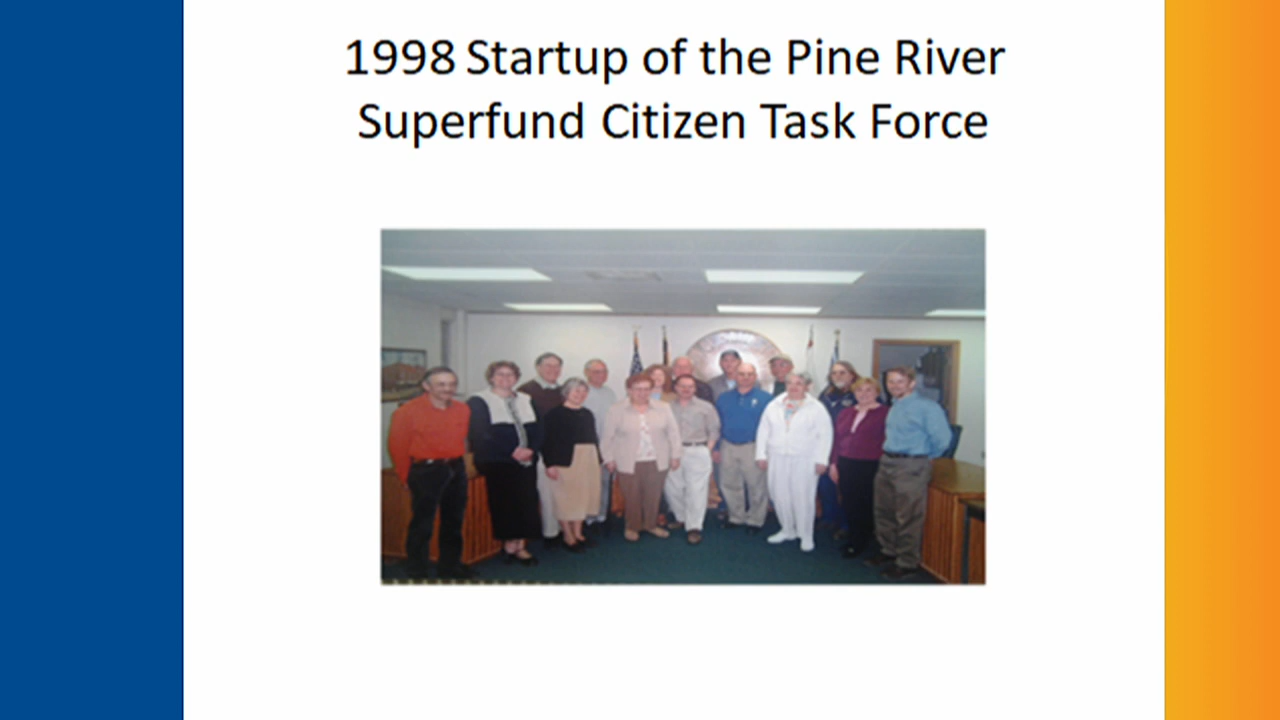 1998 Startup of the Pine River
Superfund Citizen Task Force